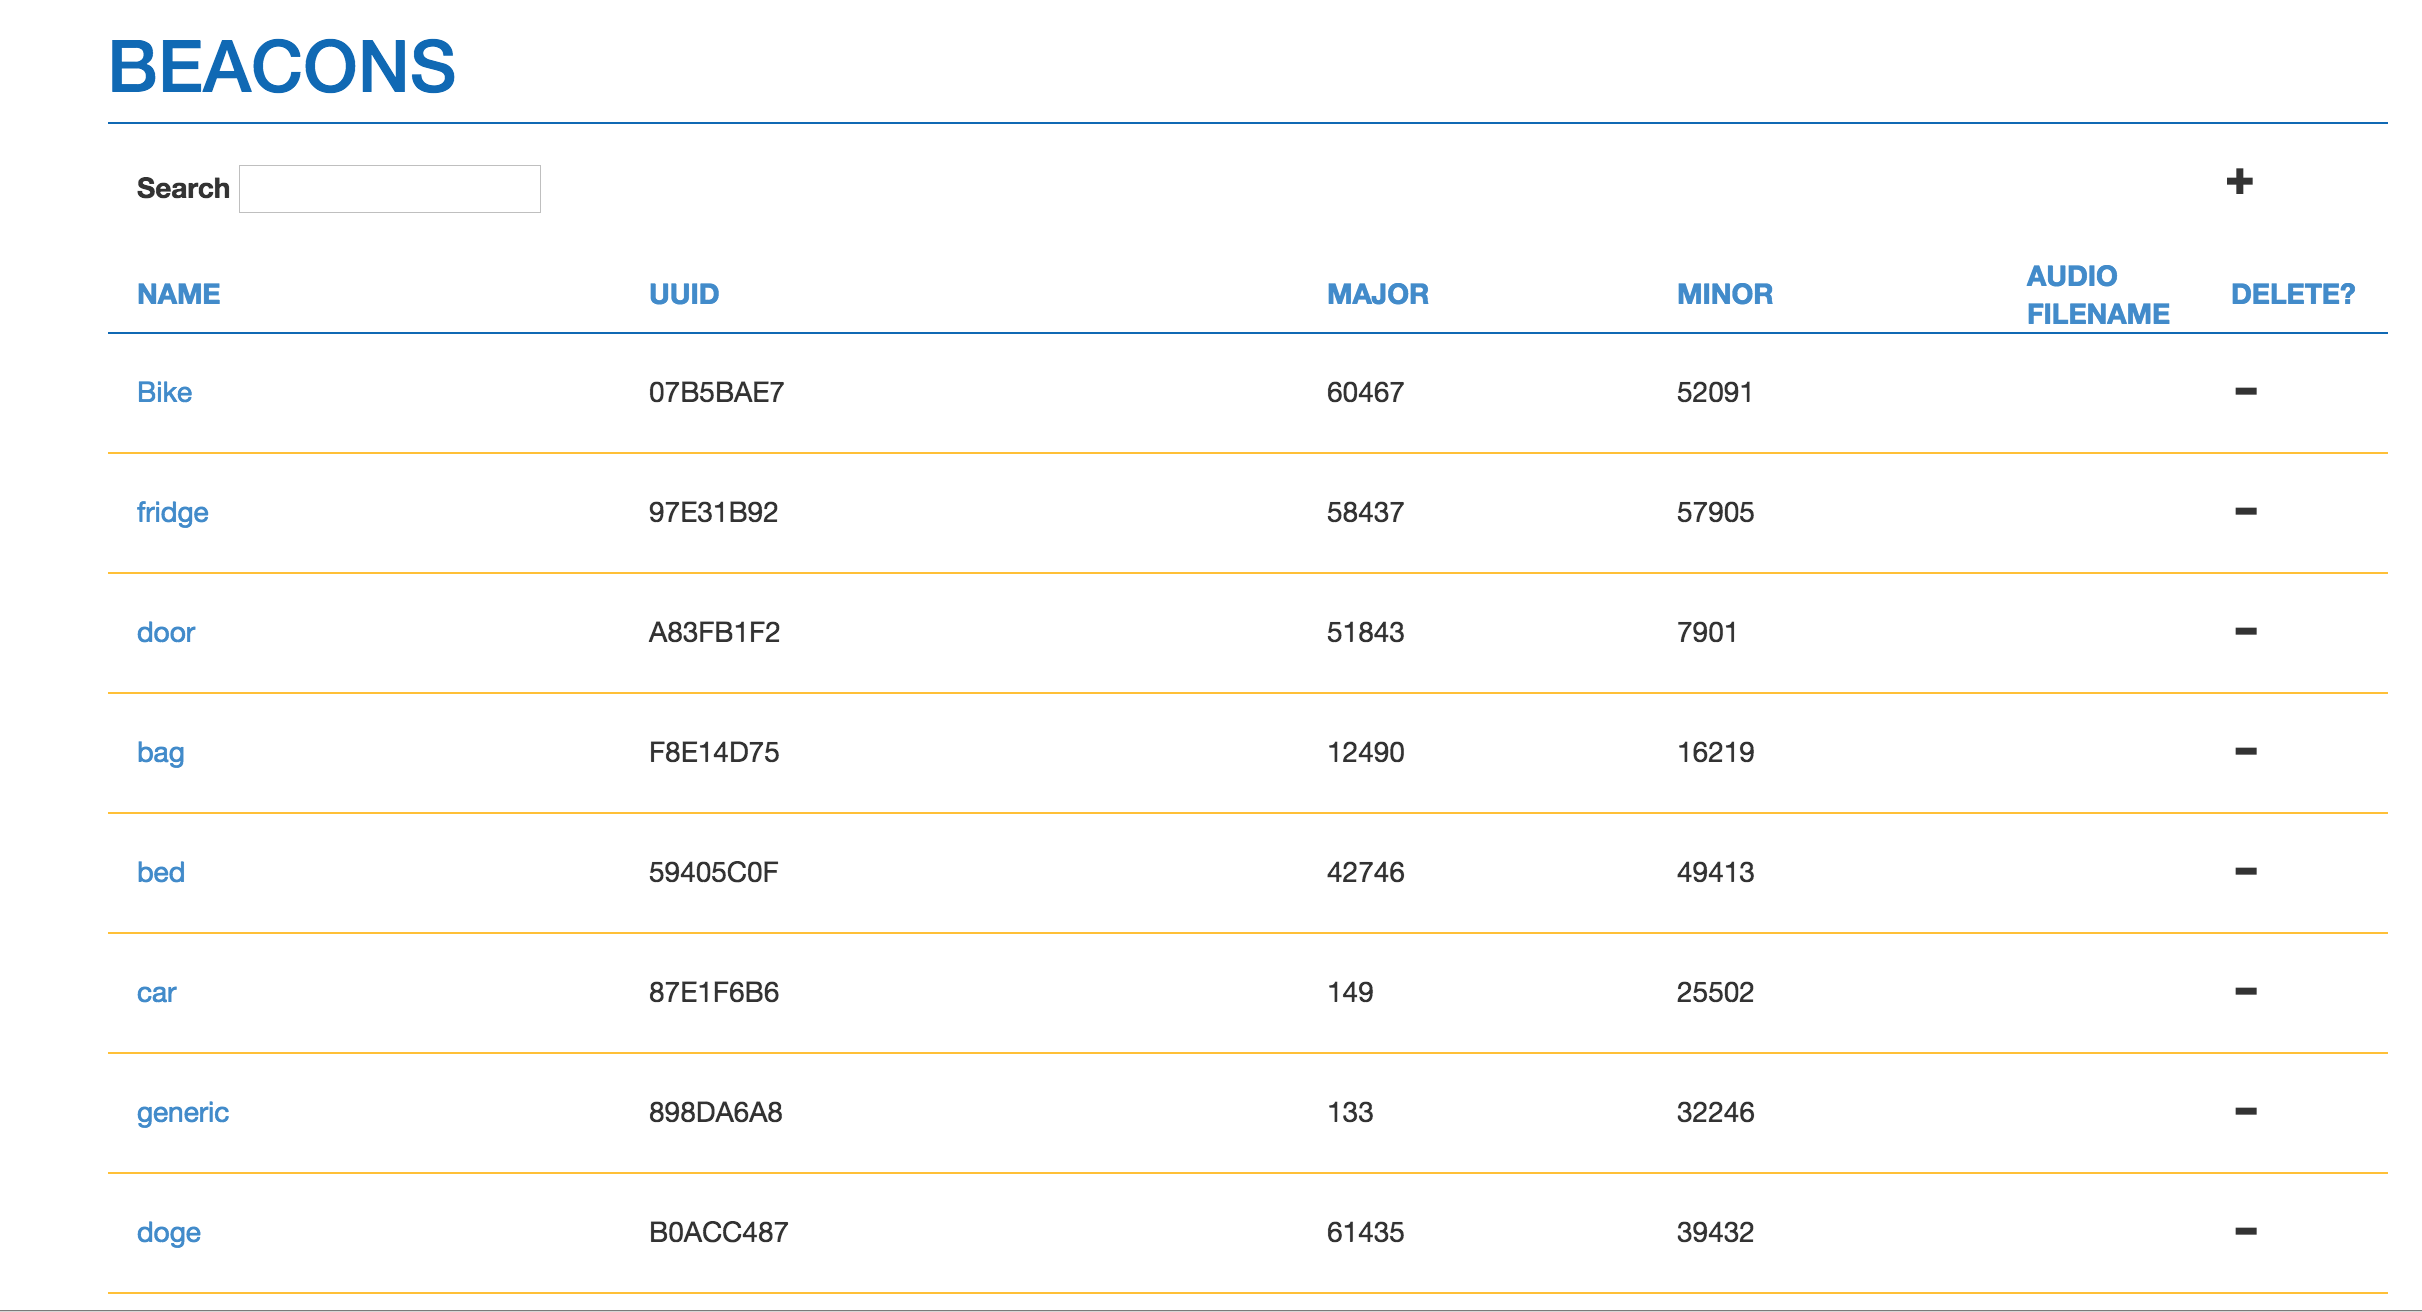 BEACONS
Search +
NAME UUID MAJOR MINOR AUDIO FILENAME DELETE?
Bike 07B5BAE7 60467 52091 -
fridge 97E31B92 58437 57905 -
door A83FB1F2 51843 7901 -
bag F8E14D75 12490 16219 -
bed 59405C0F 42746 49413 -
car 87E1F6B6 149 25502 -
generic 898DA6A8 133 32246 -
doge B0ACC487 61435 39432 -